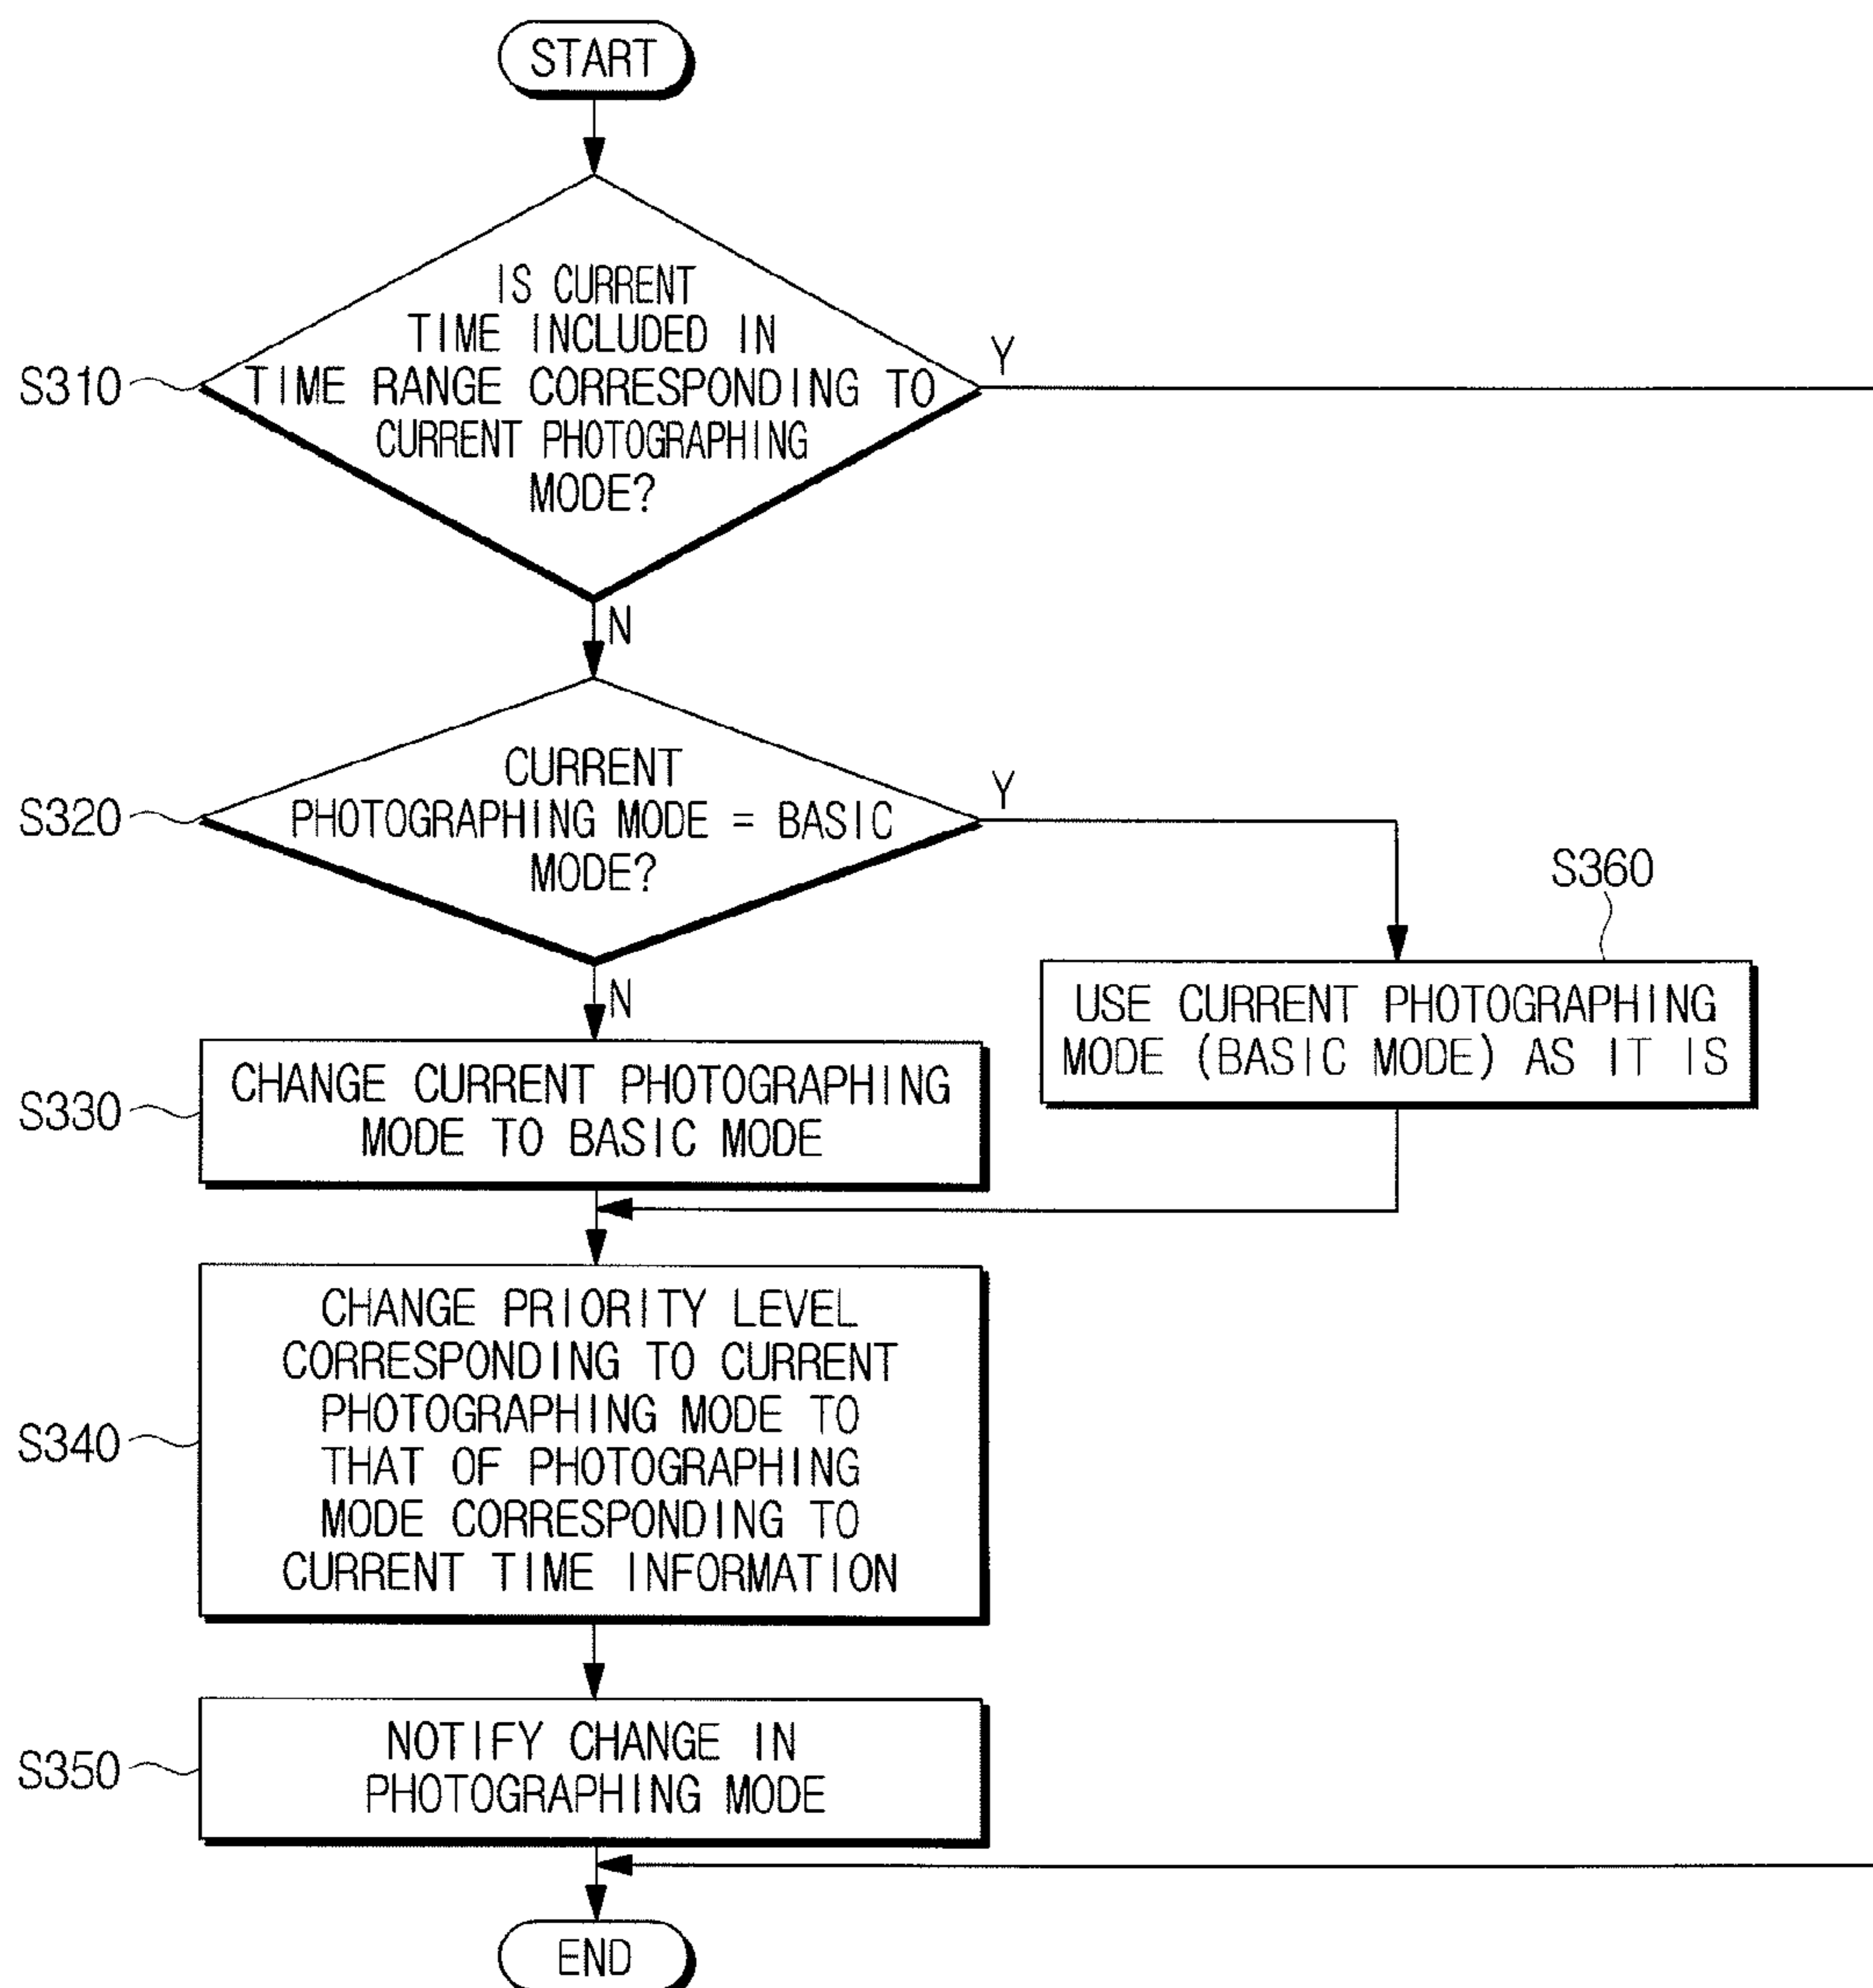 START
IS CURRENT
TIME INCLUDED IN
TIME RANGE CORRESPONDING TO
CURRENT PHOTOGRAPHING
MODE?
S310
Y
N
CURRENT
PHOTOGRAPHING MODE = BASIC
MODE?
S320
Y
N
S360
USE CURRENT PHOTOGRAPHING
MODE (BASIC MODE) AS IT IS
S330
CHANGE CURRENT PHOTOGRAPHING
MODE TO BASIC MODE
S340
CHANGE PRIORITY LEVEL
CORRESPONDING TO CURRENT
PHOTOGRAPHING MODE TO
THAT OF PHOTOGRAPHING
MODE CORRESPONDING TO
CURRENT TIME INFORMATION
S350
NOTIFY CHANGE IN
PHOTOGRAPHING MODE
END